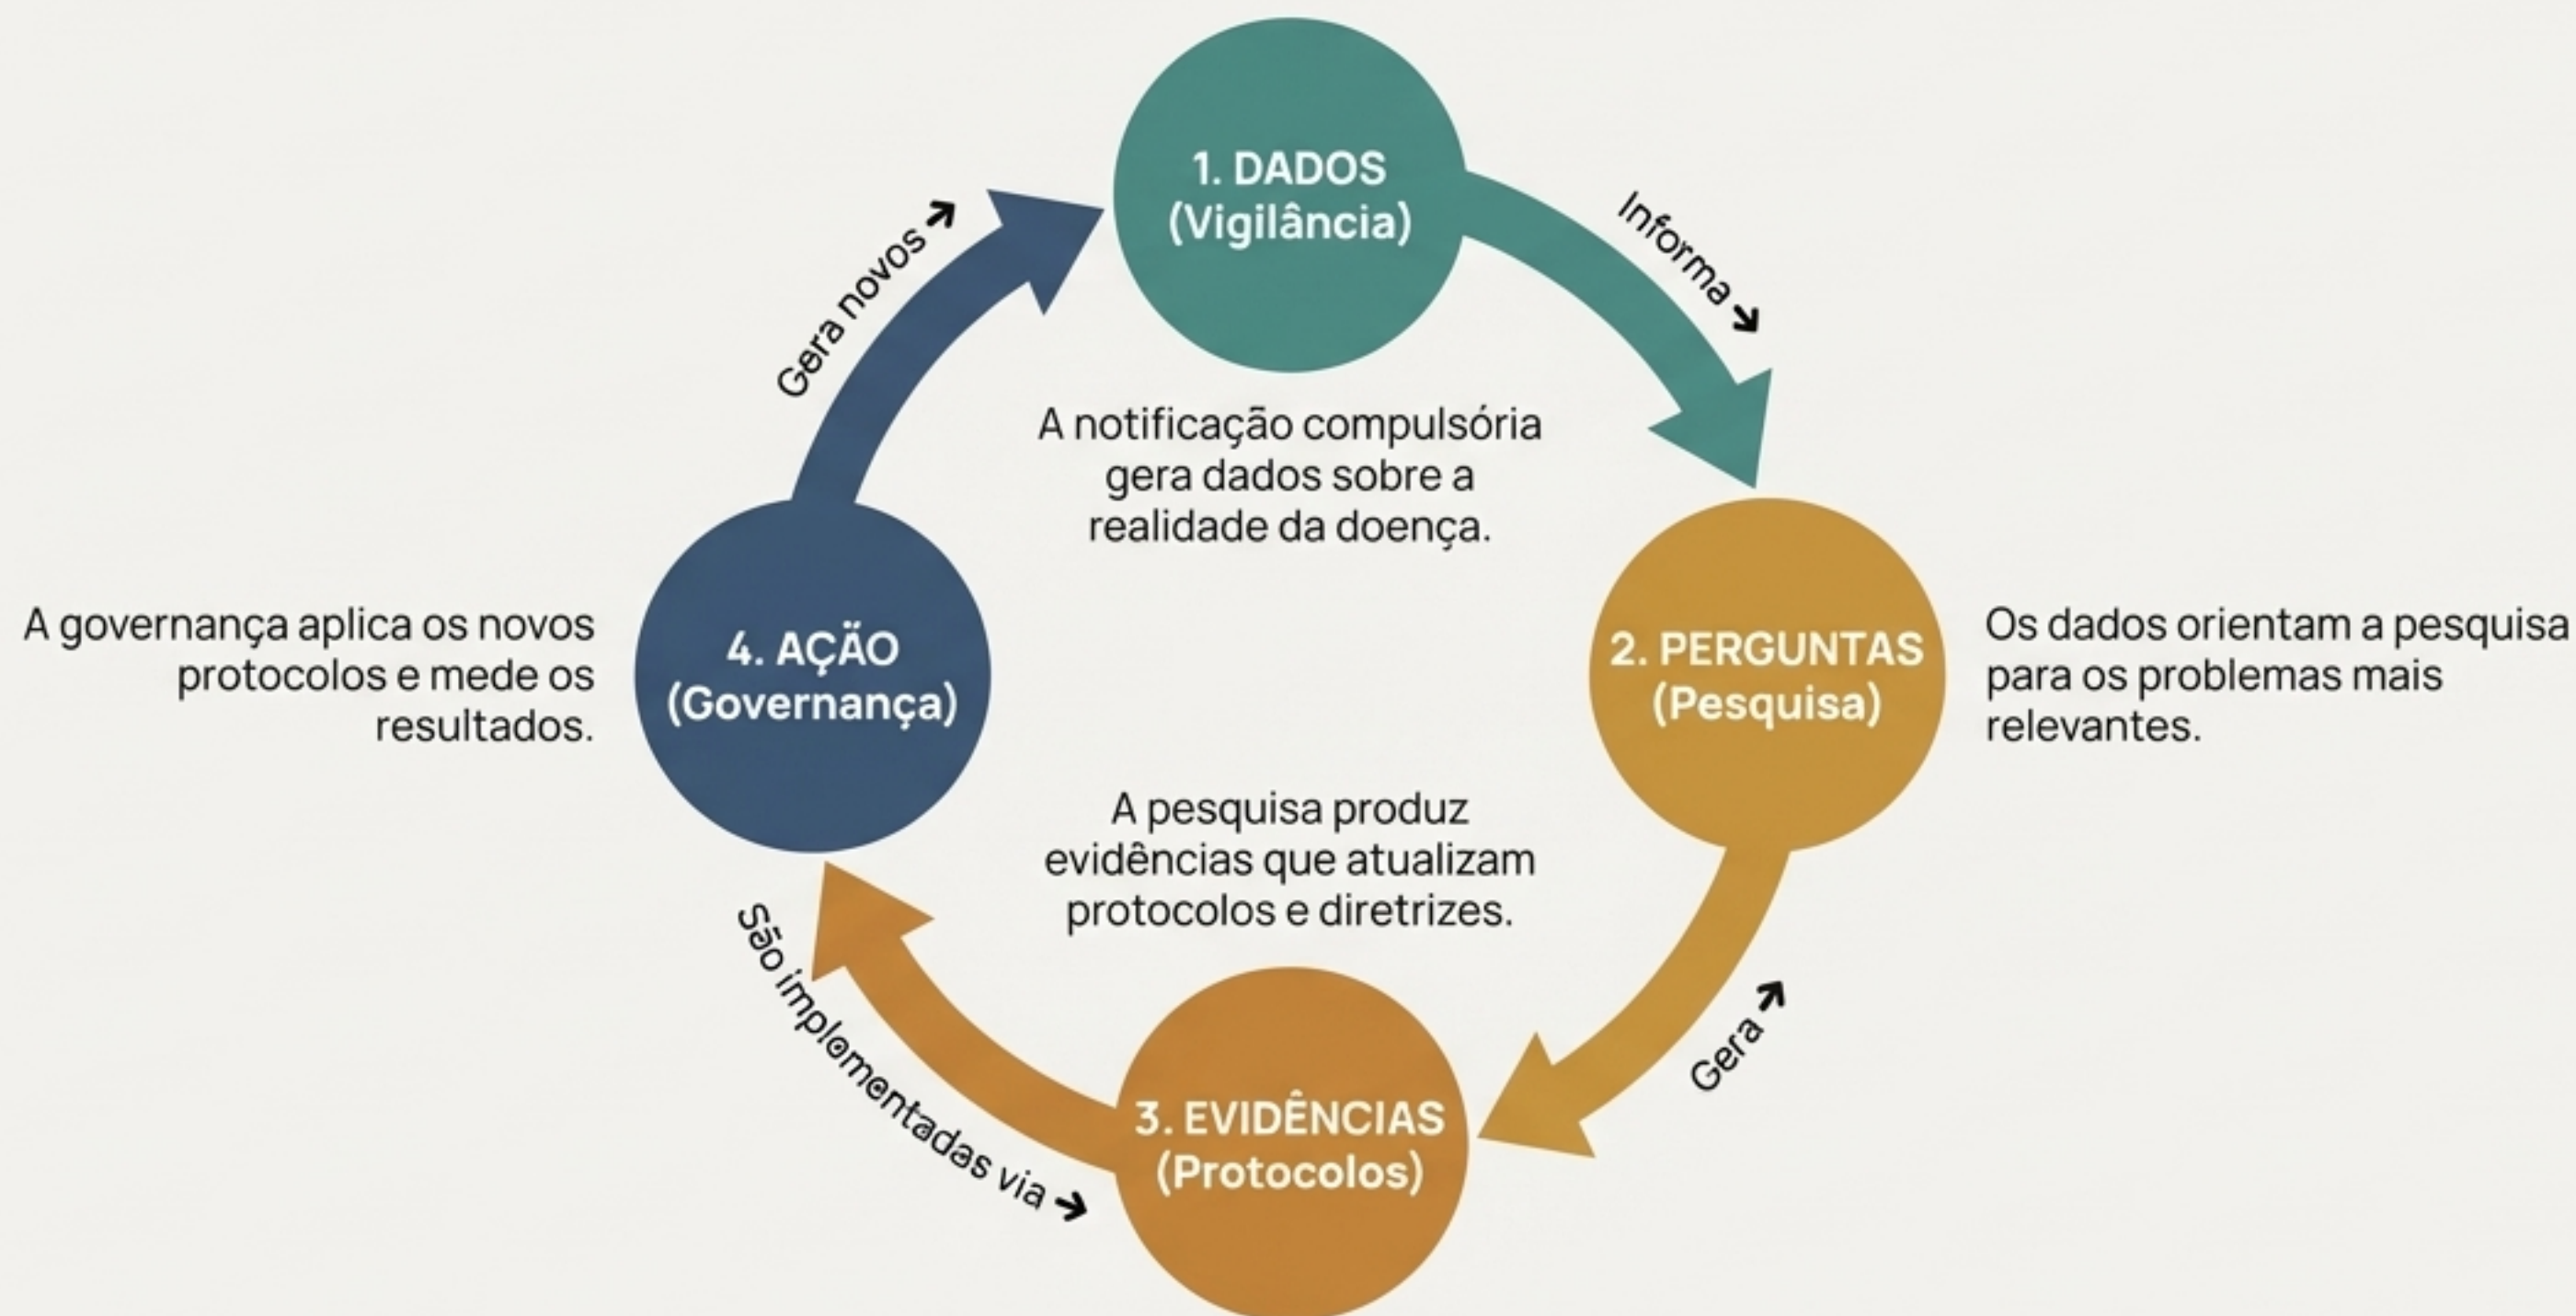 1. DADOS
(Vigilância)
Informa ➔
A notificação compulsória
gera dados sobre a
realidade da doença.
2. PERGUNTAS
(Pesquisa)
Os dados orientam a pesquisa
para os problemas mais
relevantes.
Gera ➔
A pesquisa produz
evidências que atualizam
protocolos e diretrizes.
3. EVIDÊNCIAS
(Protocolos)
São implomentadas via ➔
4. AÇÃO
(Governança)
A governança aplica os novos
protocolos e mede os
resultados.
Gera novos ➔